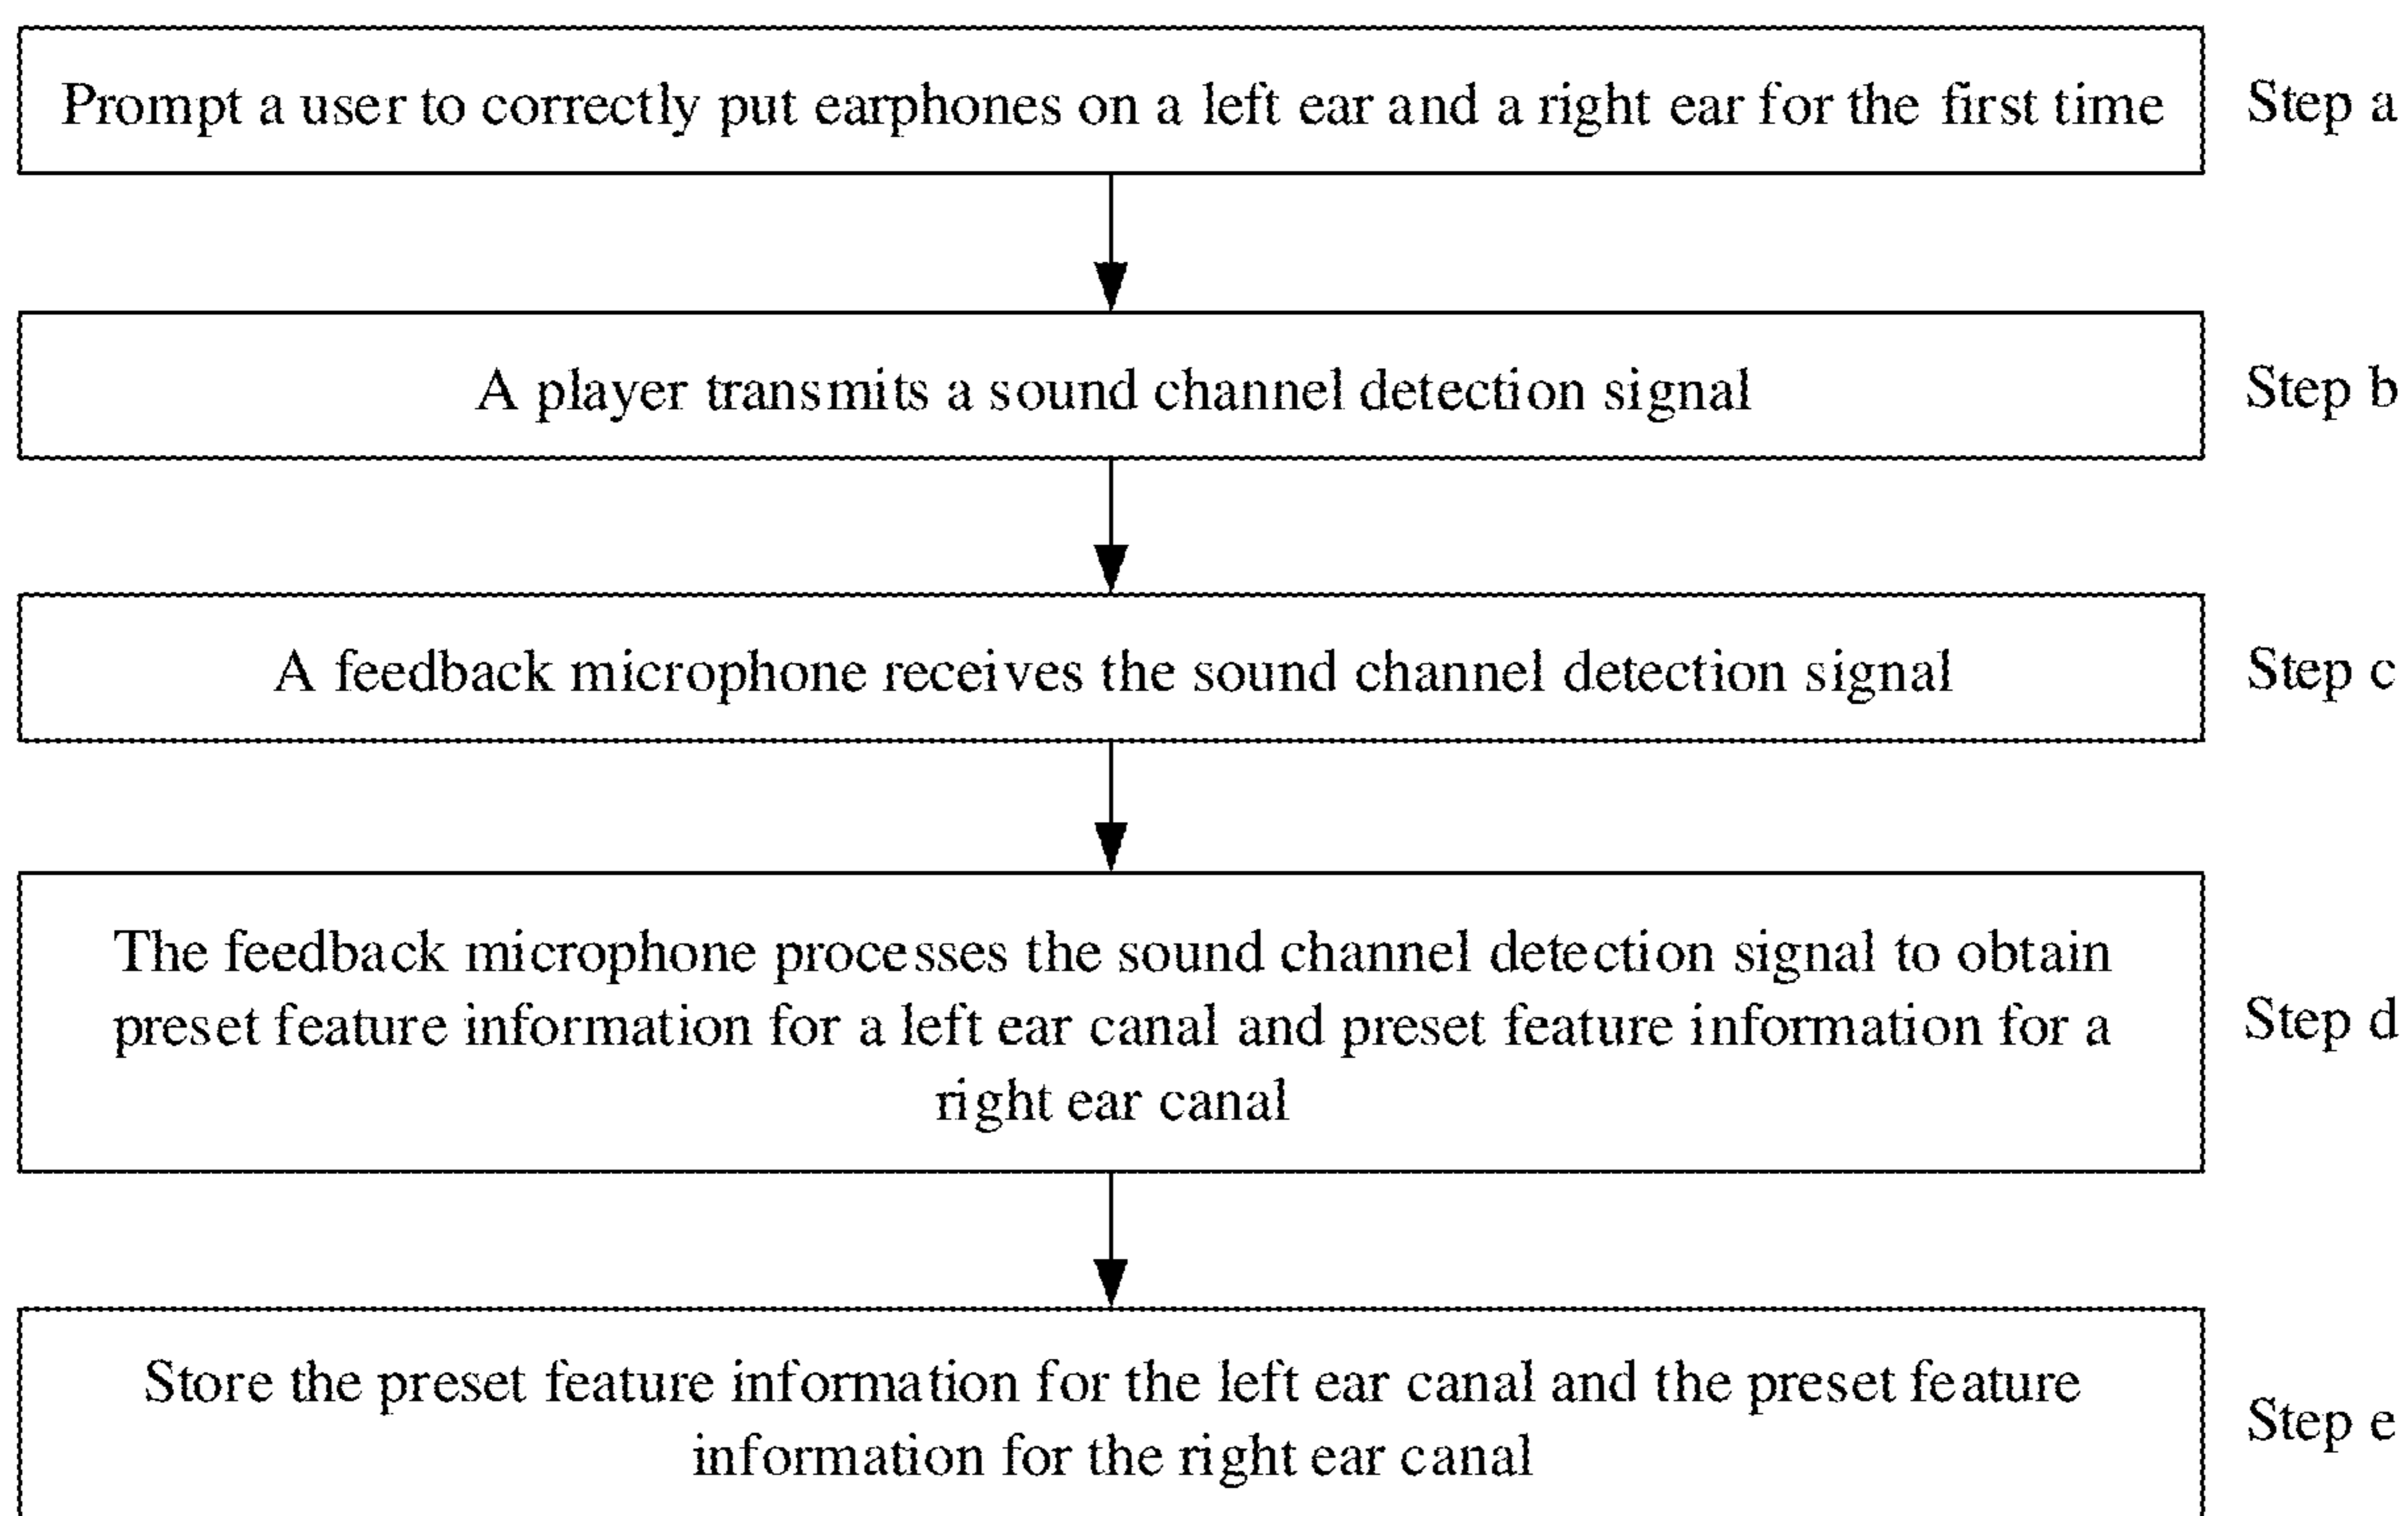 Prompt a user to correctly put earphones on a left ear and a right ear for the first time
Step a
A player transmits a sound channel detection signal
Step b
A feedback microphone receives the sound channel detection signal
Step c
The feedback microphone processes the sound channel detection signal to obtain
preset feature information for a left ear canal and preset feature information for a
right ear canal
Step d
Store the preset feature information for the left ear canal and the preset feature
information for the right ear canal
Step e